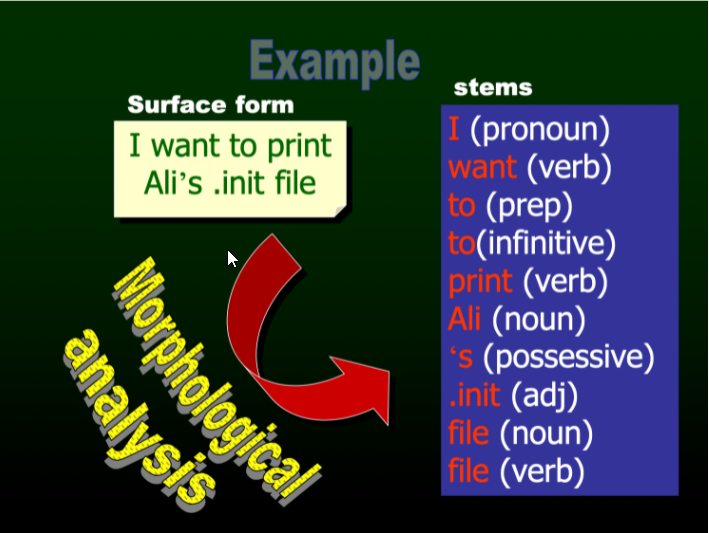 Example
Surface form
I want to print
Ali’s .init file
Morphological
analysis
stems
I (pronoun)
want (verb)
to (prep)
to(infinitive)
print (verb)
Ali (noun)
‘s (possessive)
.init (adj)
file (noun)
file (verb)